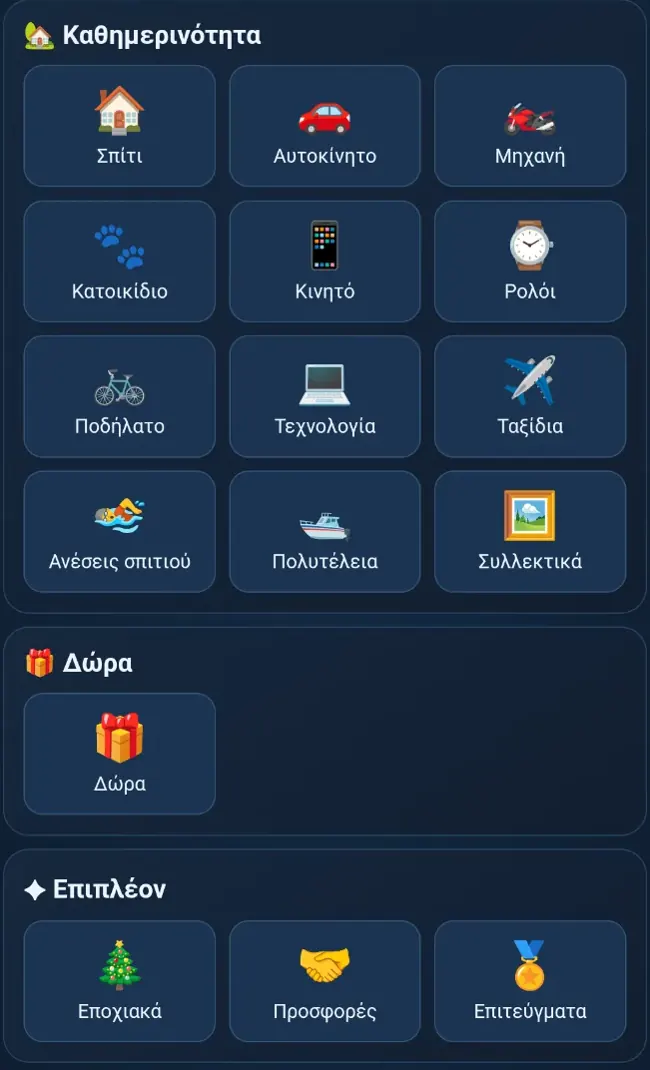 Καθημερινότητα
Σπίτι
Αυτοκίνητο
Μηχανή
Κατοικίδιο
Κινητό
Ρολόι
Ποδήλατο
Τεχνολογία
Ταξίδια
Ανέσεις σπιτιού
Πολυτέλεια
Συλλεκτικά
Δώρα
Δώρα
Επιπλέον
Εποχιακά
Προσφορές
Επιτεύγματα